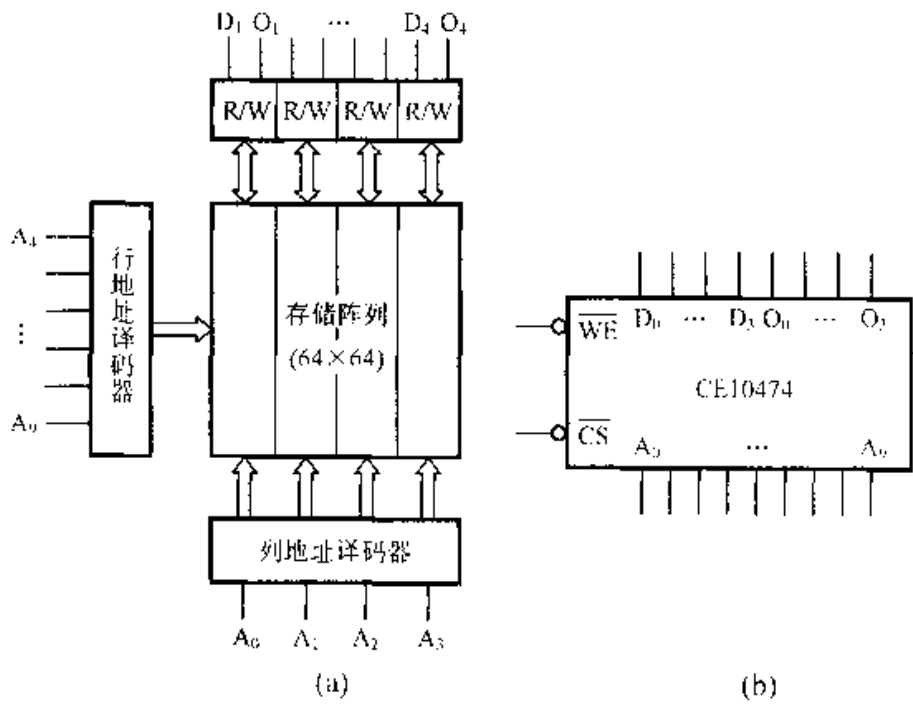 D₁ O₁ ⋯ D₄ O₄
R/W R/W R/W R/W
A₄
⋮
A₉
行地址译码器
存储阵列
(64×64)
列地址译码器
A₀ A₁ A₂ A₃
(a)
WE D₀ ⋯ D₃ O₀ ⋯ O₃
CE10474
CS
A₀ ⋯ A₉
(b)